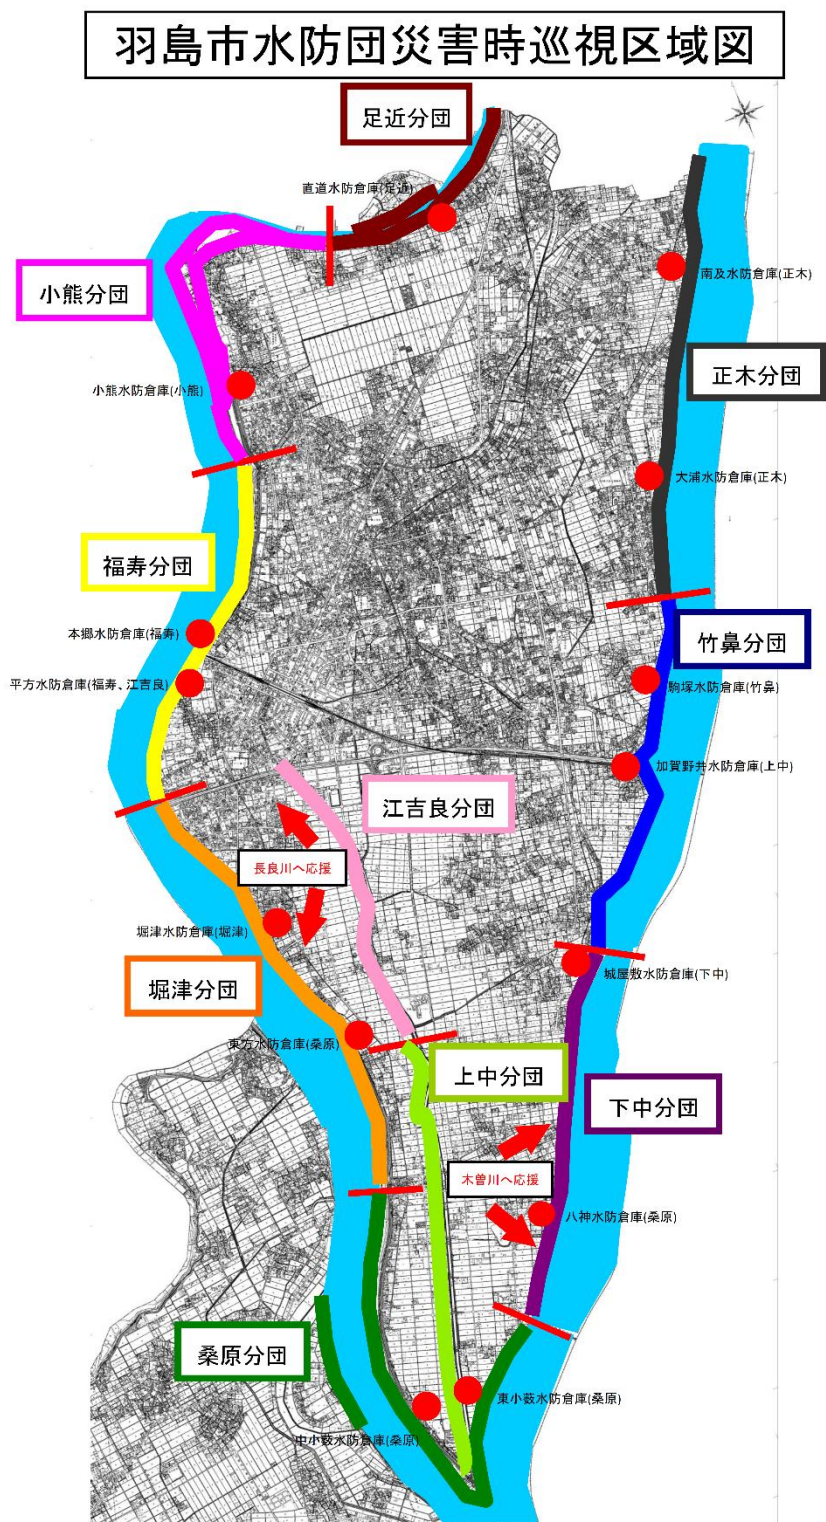 羽島市水防団災害時巡視区域図
足近分団
直道水防倉庫(足近)
南及水防倉庫(正木)
小熊分団
正木分団
小熊水防倉庫(小熊)
大浦水防倉庫(正木)
福寿分団
本郷水防倉庫(福寿)
竹鼻分団
平方水防倉庫(福寿、江吉良)
駒塚水防倉庫(竹鼻)
加賀野井水防倉庫(上中)
江吉良分団
長良川へ応援
堀津水防倉庫(堀津)
城屋敷水防倉庫(下中)
堀津分団
東方水防倉庫(桑原)
上中分団
下中分団
木曽川へ応援
八神水防倉庫(桑原)
桑原分団
東小薮水防倉庫(桑原)
中小薮水防倉庫(桑原)